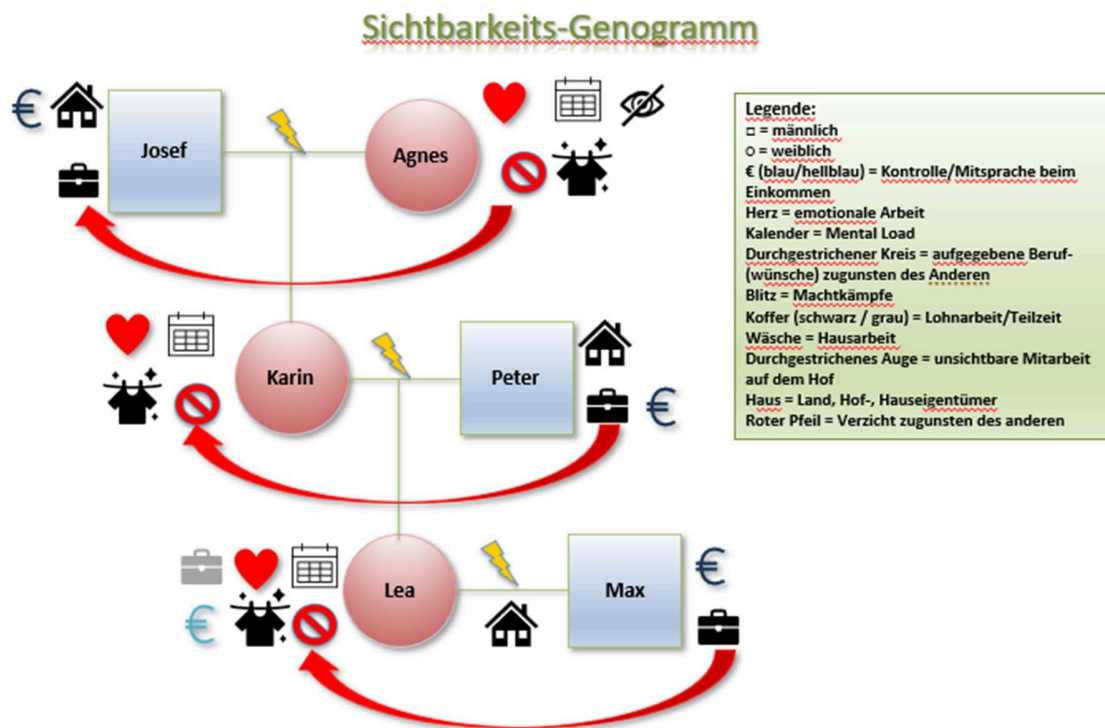 Sichtbarkeits-Genogramm
€
Josef
Agnes
Legende:
□ = männlich
○ = weiblich
€ (blau/hellblau) = Kontrolle/Mitsprache beim
Einkommen
Herz = emotionale Arbeit
Kalender = Mental Load
Durchgestrichener Kreis = aufgegebene Beruf-
(wünsche) zugunsten des Anderen
Blitz = Machtkämpfe
Koffer (schwarz / grau) = Lohnarbeit/Teilzeit
Wäsche = Hausarbeit
Durchgestrichenes Auge = unsichtbare Mitarbeit
auf dem Hof
Haus = Land, Hof-, Hauseigentümer
Roter Pfeil = Verzicht zugunsten des anderen
Karin
Peter
€
Lea
Max
€
€